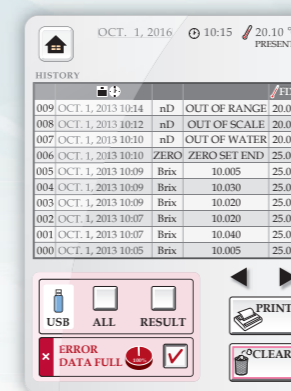 OCT. 1, 2016 10:15 20.10 °
PRESENT
HISTORY
FI
009 OCT. 1, 2013 10:14 nD OUT OF RANGE 20.0
008 OCT. 1, 2013 10:12 nD OUT OF SCALE 20.0
007 OCT. 1, 2013 10:10 nD OUT OF WATER 20.0
006 OCT. 1, 2013 10:10 ZERO ZERO SET END 25.0
005 OCT. 1, 2013 10:09 Brix 10.005 25.0
004 OCT. 1, 2013 10:09 Brix 10.030 25.0
003 OCT. 1, 2013 10:09 Brix 10.020 25.0
002 OCT. 1, 2013 10:07 Brix 10.020 25.0
001 OCT. 1, 2013 10:07 Brix 10.040 25.0
000 OCT. 1, 2013 10:05 Brix 10.005 25.0
USB ALL RESULT
PRINT
ERROR
DATA FULL 100%
CLEAR